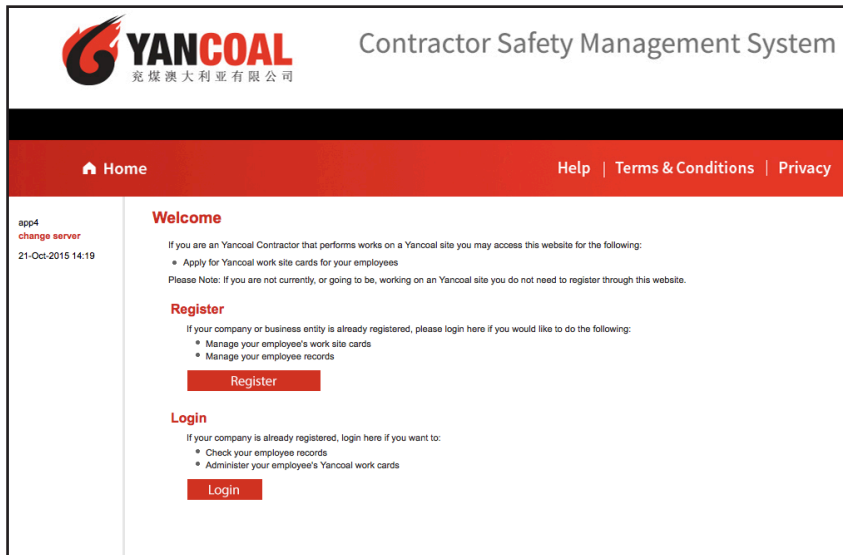 YANCOAL
兖煤澳大利亚有限公司
Contractor Safety Management System
Home
Help | Terms & Conditions | Privacy
app4
change server
21-Oct-2015 14:19
Welcome
If you are an Yancoal Contractor that performs works on a Yancoal site you may access this website for the following:
Apply for Yancoal work site cards for your employees
Please Note: If you are not currently, or going to be, working on an Yancoal site you do not need to register through this website.
Register
If your company or business entity is already registered, please login here if you would like to do the following:
Manage your employee's work site cards
Manage your employee records
Register
Login
If your company is already registered, login here if you want to:
Check your employee records
Administer your employee's Yancoal work cards
Login